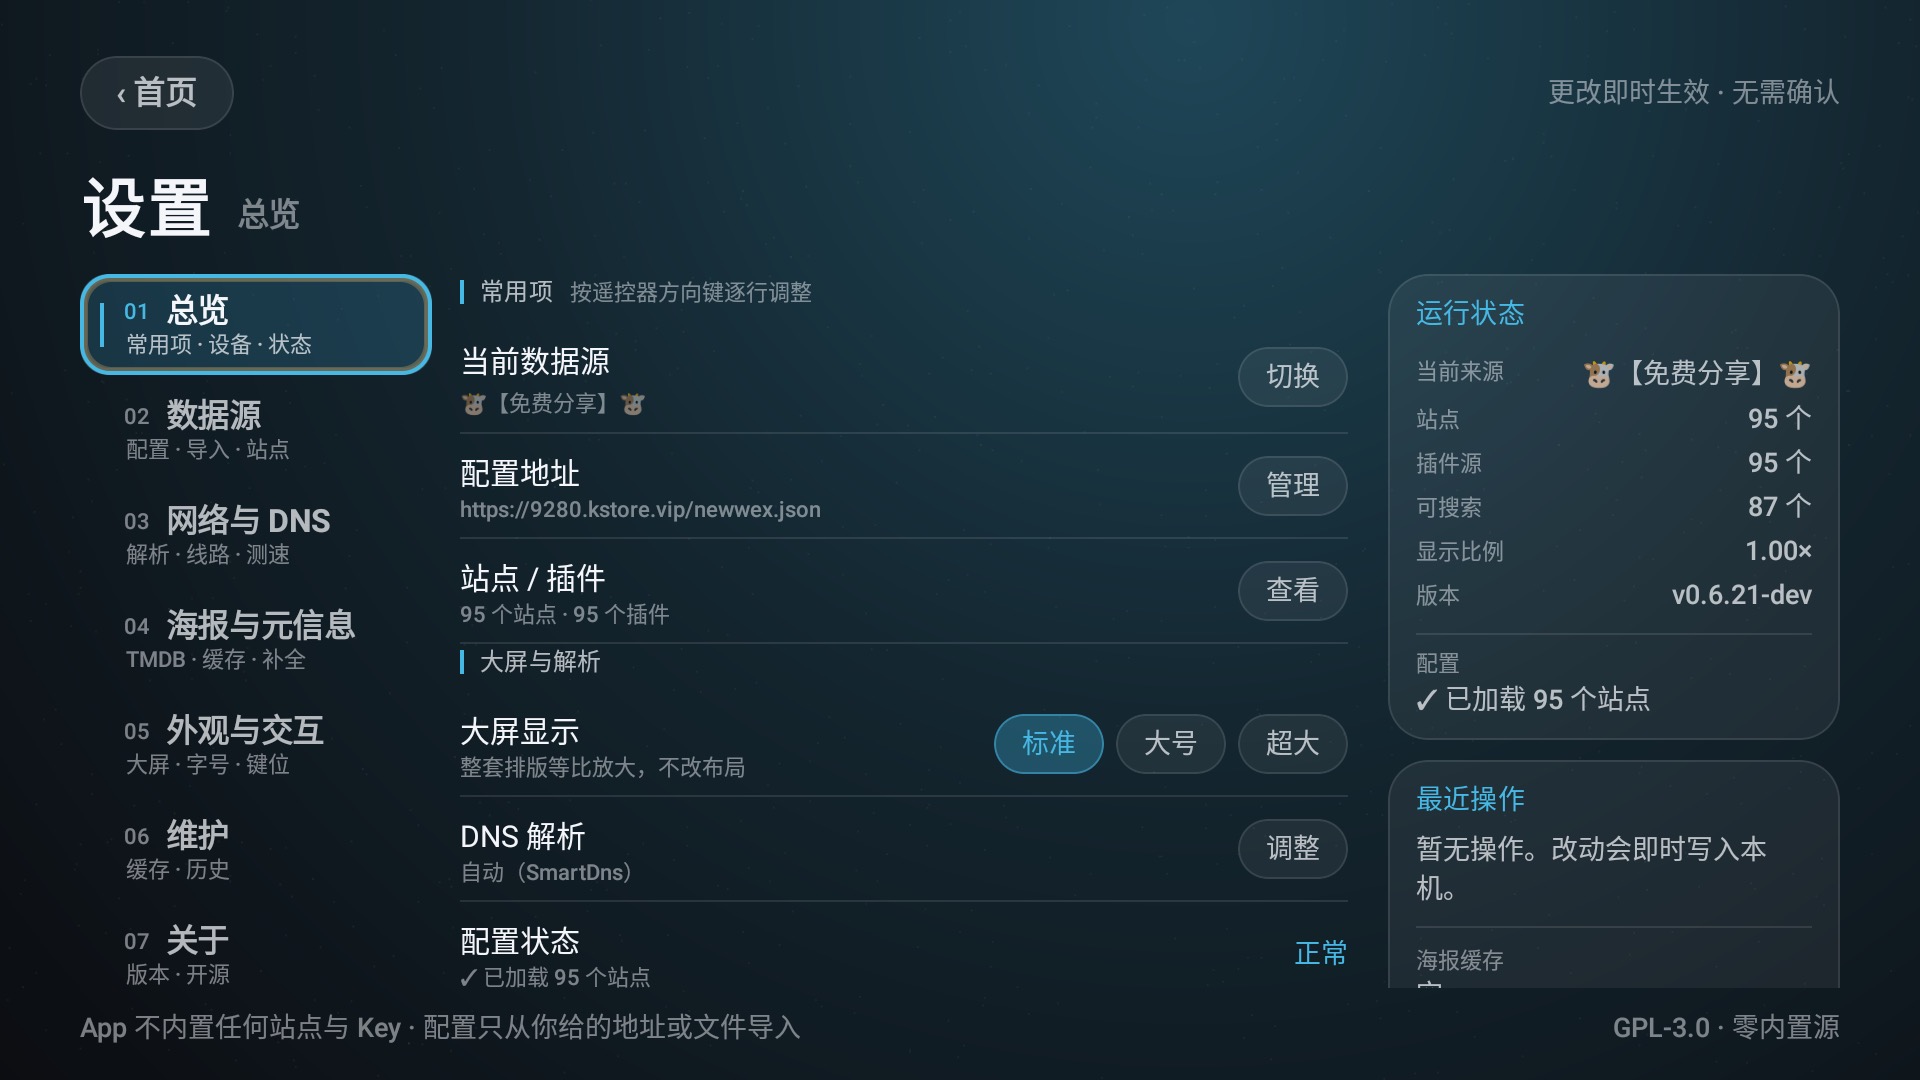 ‹ 首页
更改即时生效 · 无需确认
设置 总览
01 总览
常用项 · 设备 · 状态
02 数据源
配置 · 导入 · 站点
03 网络与 DNS
解析 · 线路 · 测速
04 海报与元信息
TMDB · 缓存 · 补全
05 外观与交互
大屏 · 字号 · 键位
06 维护
缓存 · 历史
07 关于
版本 · 开源
常用项 按遥控器方向键逐行调整
当前数据源
🐮【免费分享】🐮
切换
配置地址
https://9280.kstore.vip/newwex.json
管理
站点 / 插件
95 个站点 · 95 个插件
查看
大屏与解析
大屏显示
整套排版等比放大，不改布局
标准 大号 超大
DNS 解析
自动（SmartDns）
调整
配置状态
✓ 已加载 95 个站点
正常
运行状态
当前来源 🐮【免费分享】🐮
站点 95 个
插件源 95 个
可搜索 87 个
显示比例 1.00×
版本 v0.6.21-dev
配置
✓ 已加载 95 个站点
最近操作
暂无操作。改动会即时写入本
机。
海报缓存
App 不内置任何站点与 Key · 配置只从你给的地址或文件导入
GPL-3.0 · 零内置源